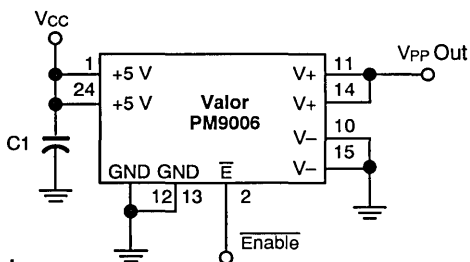 VCC
1
+5 V
24
+5 V
C1
Valor
PM9006
V+
11
V+
14
V–
10
V–
15
VPP Out
GND GND E
12 13 2
Enable